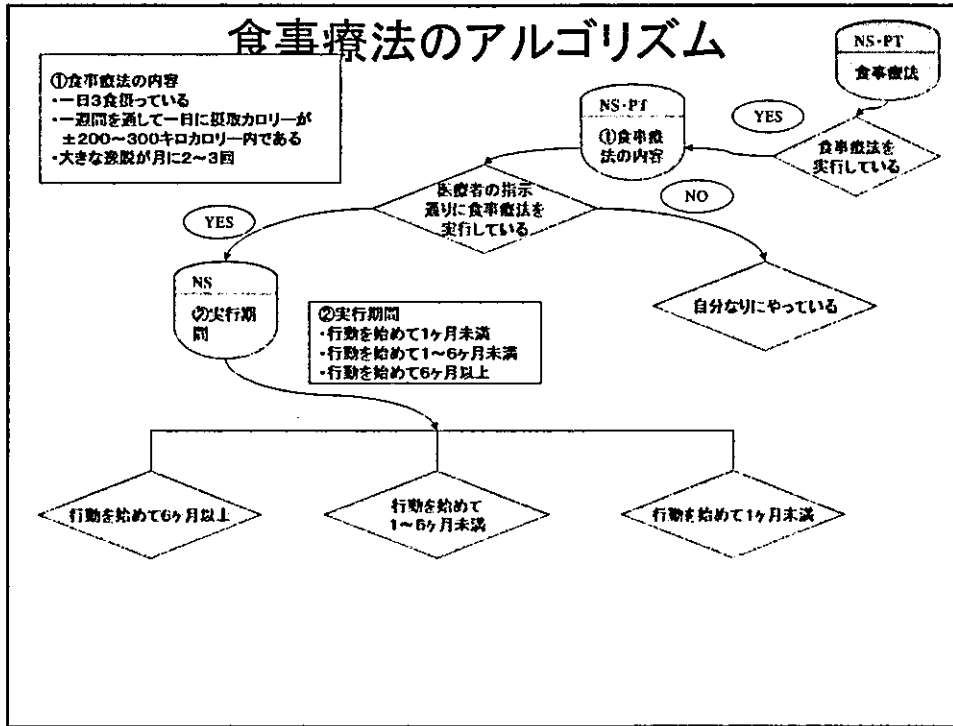 食事療法のアルゴリズム
NS・PT
食事療法
①食事療法の内容
・一日3食摂っている
・一週間を通して一日に摂取カロリーが
±200～300キロカロリー内である
・大きな逸脱が月に2～3回
NS・PT
①食事療
法の内容
YES
食事療法を
実行している
医療者の指示
通りに食事療法を
実行している
YES
NO
NS
②実行期
間
②実行期間
・行動を始めて1ヶ月未満
・行動を始めて1～6ヶ月未満
・行動を始めて6ヶ月以上
自分なりにやっている
行動を始めて6ヶ月以上
行動を始めて
1～6ヶ月未満
行動を始めて1ヶ月未満